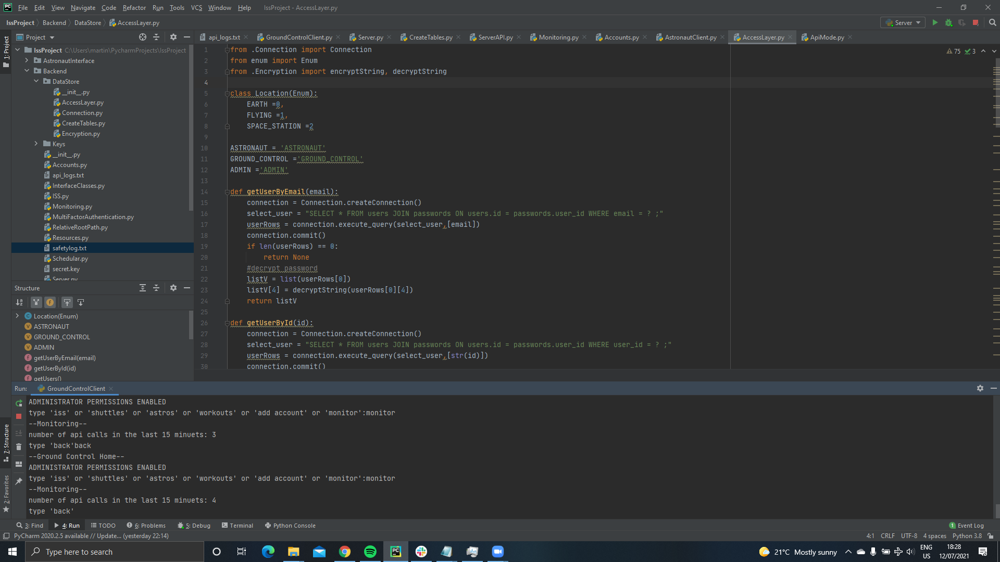 File Edit View Navigate Code Refactor Run Tools VCS Window Help IssProject - AccessLayer.py
IssProject Backend DataStore AccessLayer.py
Server
1: Project
Project
api_logs.txt GroundControlClient.py Server.py CreateTables.py ServerAPI.py Monitoring.py Accounts.py AstronautClient.py AccessLayer.py ApiMode.py
IssProject C:\Users\martin\PycharmProjects\IssProject
AstronautInterface
Backend
DataStore
__init__.py
AccessLayer.py
Connection.py
CreateTables.py
Encryption.py
Keys
__init__.py
Accounts.py
api_logs.txt
InterfaceClasses.py
ISS.py
Monitoring.py
MultiFactorAuthentication.py
RelativeRootPath.py
Resources.py
safetylog.txt
Schedular.py
secret.key
Server.py
75 3
1 from .Connection import Connection
2 from enum import Enum
3 from .Encryption import encryptString, decryptString
4
5 class Location(Enum):
6 EARTH =0,
7 FLYING =1,
8 SPACE_STATION =2
9
10 ASTRONAUT = 'ASTRONAUT'
11 GROUND_CONTROL ='GROUND_CONTROL'
12 ADMIN ='ADMIN'
13
14 def getUserByEmail(email):
15 connection = Connection.createConnection()
16 select_user = "SELECT * FROM users JOIN passwords ON users.id = passwords.user_id WHERE email = ? ;"
17 userRows = connection.execute_query(select_user,[email])
18 connection.commit()
19 if len(userRows) == 0:
20 return None
21 #decrypt password
22 listV = list(userRows[0])
23 listV[4] = decryptString(userRows[0][4])
24 return listV
25
26 def getUserById(id):
27 connection = Connection.createConnection()
28 select_user = "SELECT * FROM users JOIN passwords ON users.id = passwords.user_id WHERE user_id = ? ;"
29 userRows = connection.execute_query(select_user,[str(id)])
30 connection.commit()
Structure
Location(Enum)
ASTRONAUT
GROUND_CONTROL
ADMIN
getUserByEmail(email)
getUserById(id)
getUsers()
7: Structure
2: Favorites
Run: GroundControlClient
ADMINISTRATOR PERMISSIONS ENABLED
type 'iss' or 'shuttles' or 'astros' or 'workouts' or 'add account' or 'monitor':monitor
--Monitoring--
number of api calls in the last 15 minuets: 3
type 'back'back
--Ground Control Home--
ADMINISTRATOR PERMISSIONS ENABLED
type 'iss' or 'shuttles' or 'astros' or 'workouts' or 'add account' or 'monitor':monitor
--Monitoring--
number of api calls in the last 15 minuets: 4
type 'back'
3: Find 4: Run TODO 6: Problems 5: Debug Terminal Python Console 1 Event Log
PyCharm 2020.2.5 available // Update... (yesterday 22:14) 4:1 CRLF UTF-8 4 spaces Python 3.8
Type here to search
21°C Mostly sunny
ENG
US
18:28
12/07/2021